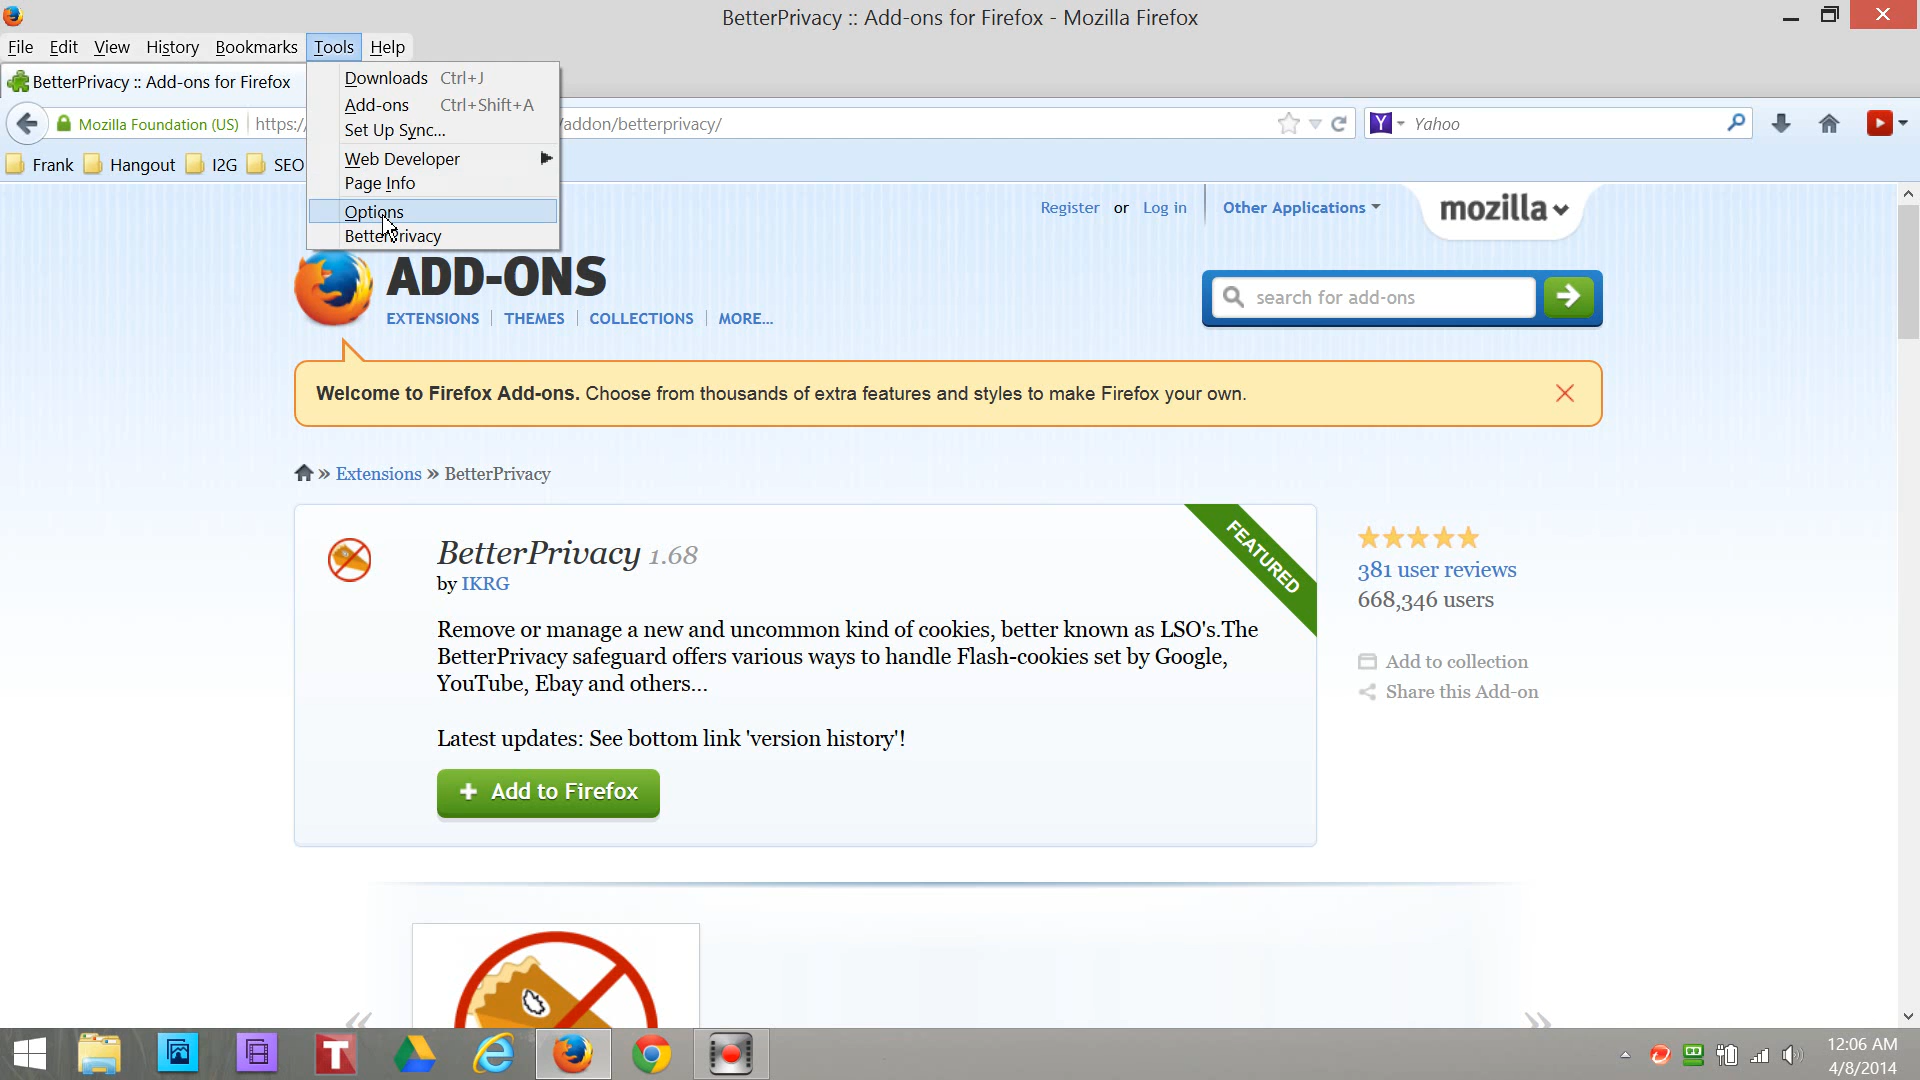 BetterPrivacy :: Add-ons for Firefox - Mozilla Firefox
File Edit View History Bookmarks Tools Help
BetterPrivacy :: Add-ons for Firefox
Downloads Ctrl+J
Add-ons Ctrl+Shift+A
Set Up Sync...
Web Developer
Page Info
Options
BetterPrivacy
Mozilla Foundation (US) https:/ /addon/betterprivacy/
Y Yahoo
Frank Hangout I2G SEO
Register or Log in Other Applications
mozilla
ADD-ONS
EXTENSIONS THEMES COLLECTIONS MORE...
search for add-ons
Welcome to Firefox Add-ons. Choose from thousands of extra features and styles to make Firefox your own.
» Extensions » BetterPrivacy
BetterPrivacy 1.68
by IKRG
FEATURED
Remove or manage a new and uncommon kind of cookies, better known as LSO's.The
BetterPrivacy safeguard offers various ways to handle Flash-cookies set by Google,
YouTube, Ebay and others...
Latest updates: See bottom link 'version history'!
+ Add to Firefox
381 user reviews
668,346 users
Add to collection
Share this Add-on
« »
T
12:06 AM
4/8/2014